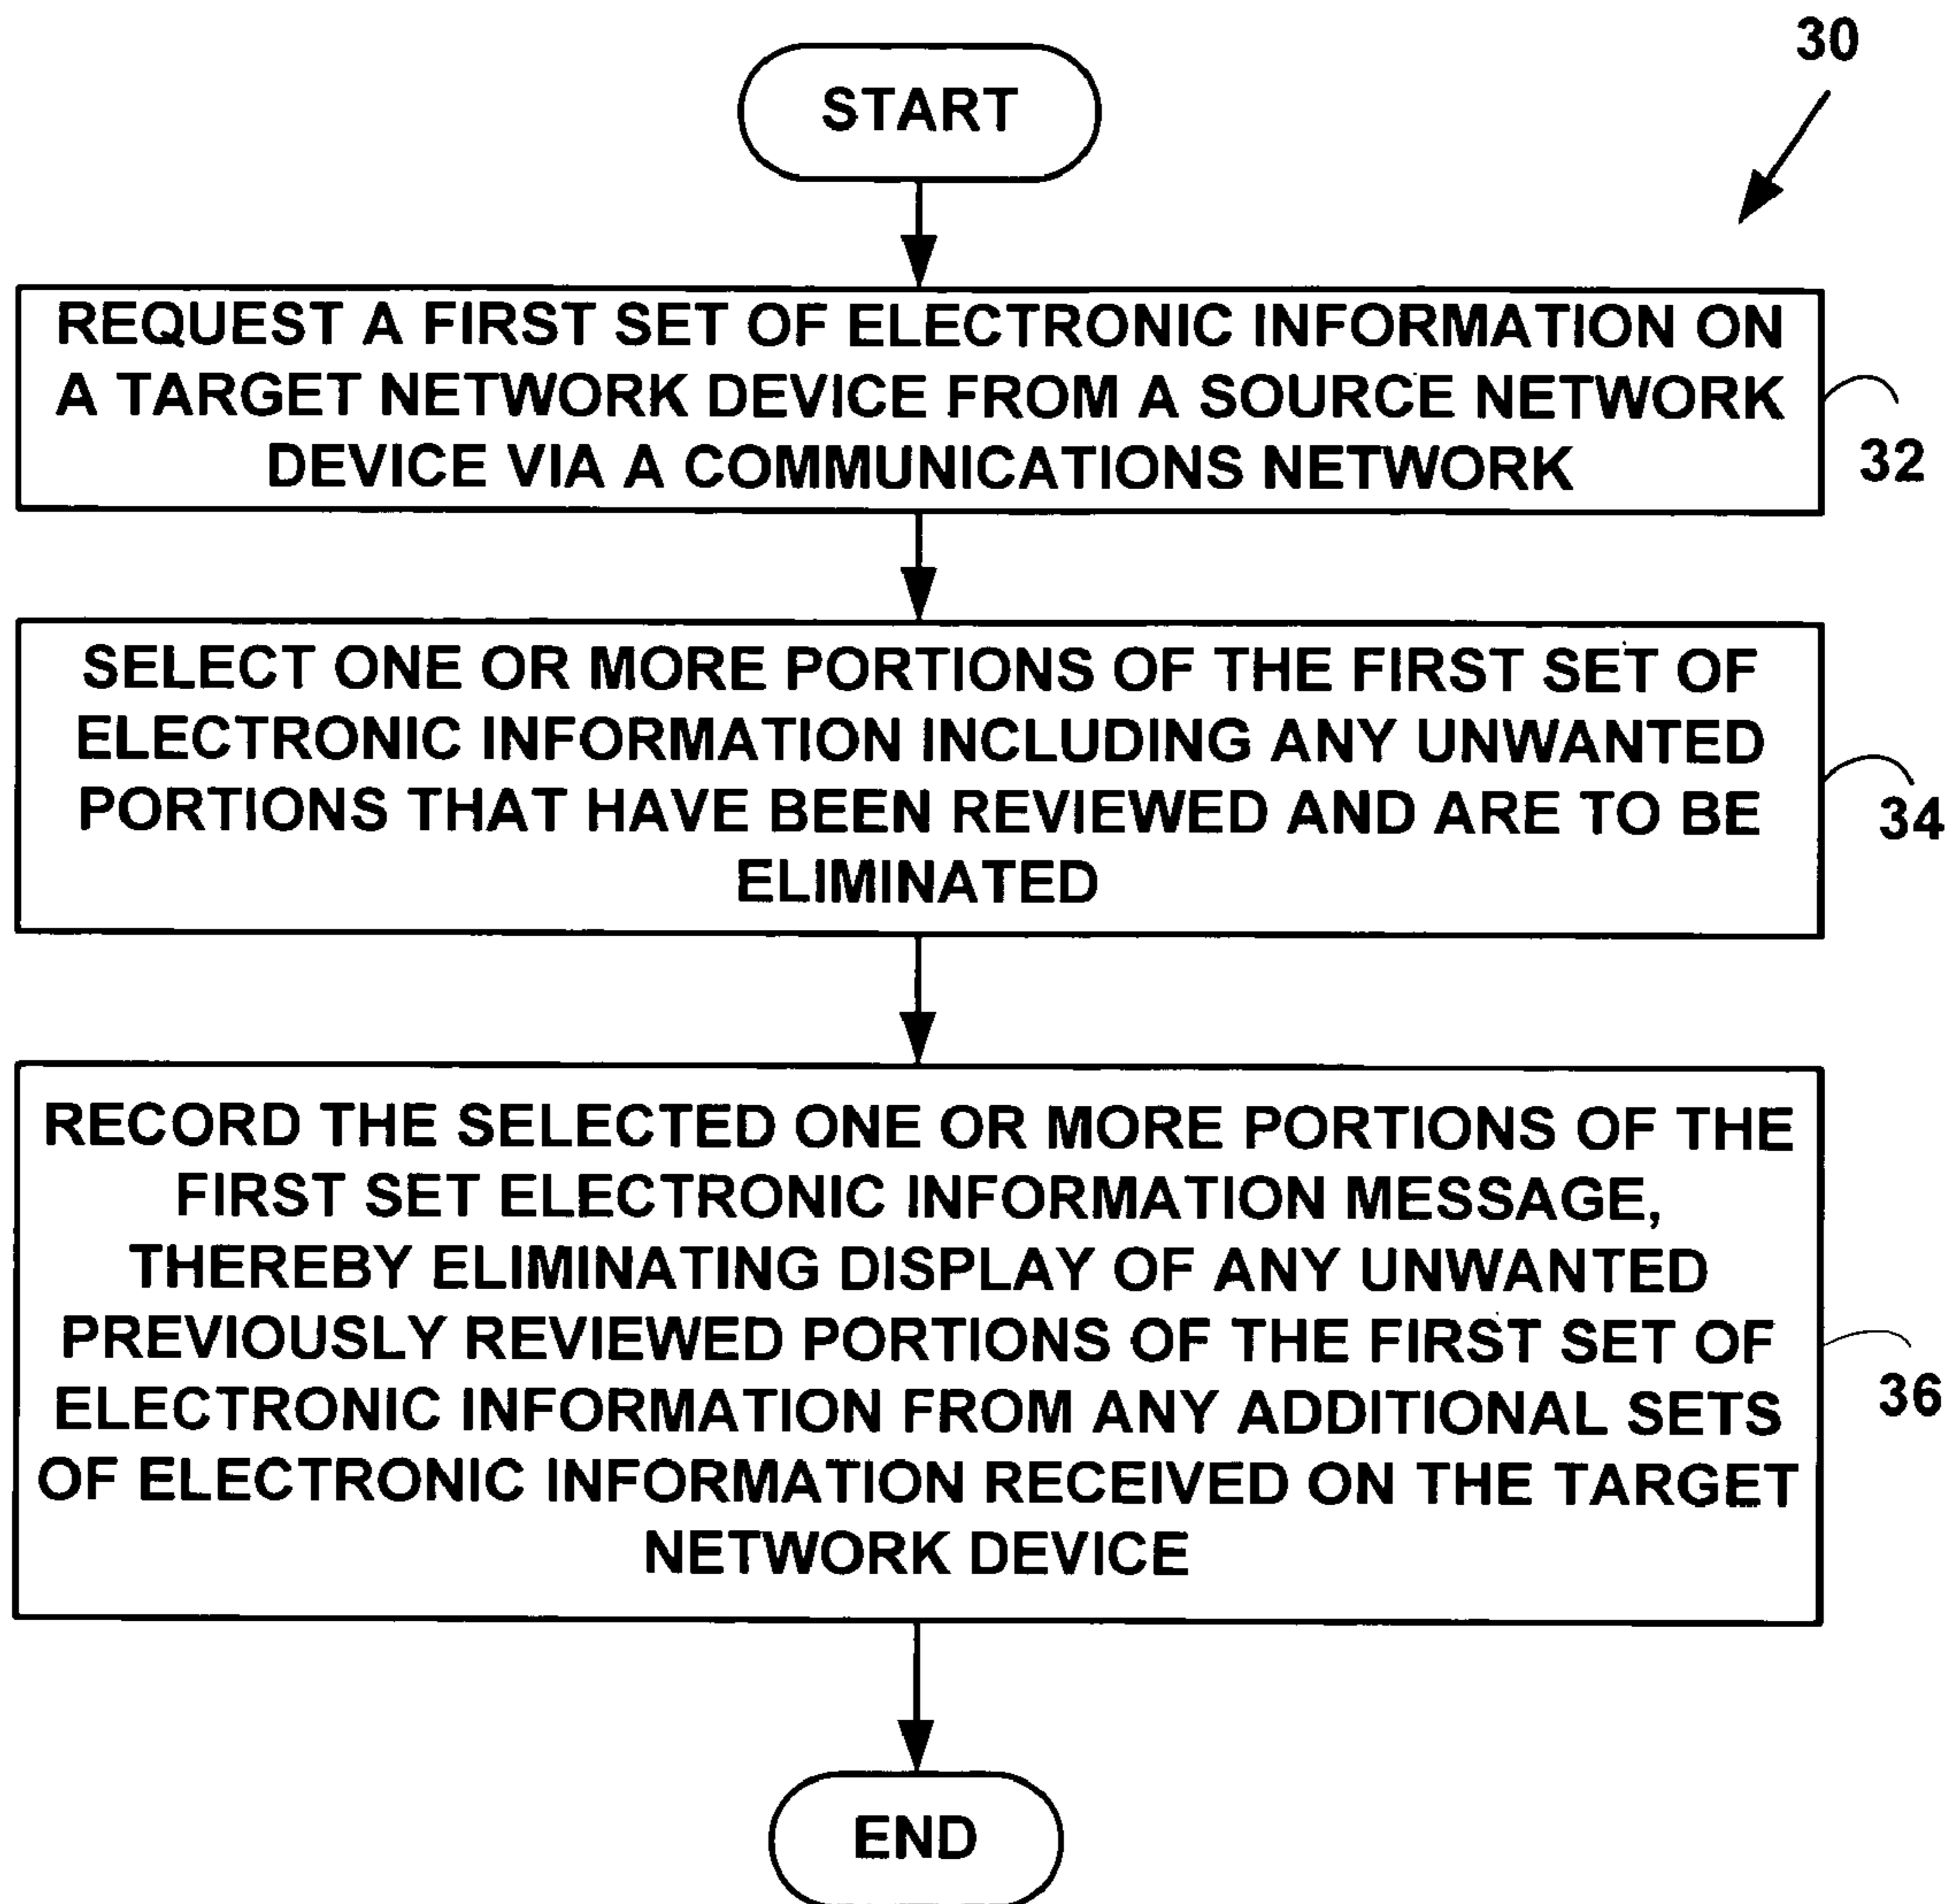 30
START
REQUEST A FIRST SET OF ELECTRONIC INFORMATION ON
A TARGET NETWORK DEVICE FROM A SOURCE NETWORK
DEVICE VIA A COMMUNICATIONS NETWORK
32
SELECT ONE OR MORE PORTIONS OF THE FIRST SET OF
ELECTRONIC INFORMATION INCLUDING ANY UNWANTED
PORTIONS THAT HAVE BEEN REVIEWED AND ARE TO BE
ELIMINATED
34
RECORD THE SELECTED ONE OR MORE PORTIONS OF THE
FIRST SET ELECTRONIC INFORMATION MESSAGE,
THEREBY ELIMINATING DISPLAY OF ANY UNWANTED
PREVIOUSLY REVIEWED PORTIONS OF THE FIRST SET OF
ELECTRONIC INFORMATION FROM ANY ADDITIONAL SETS
OF ELECTRONIC INFORMATION RECEIVED ON THE TARGET
NETWORK DEVICE
36
END